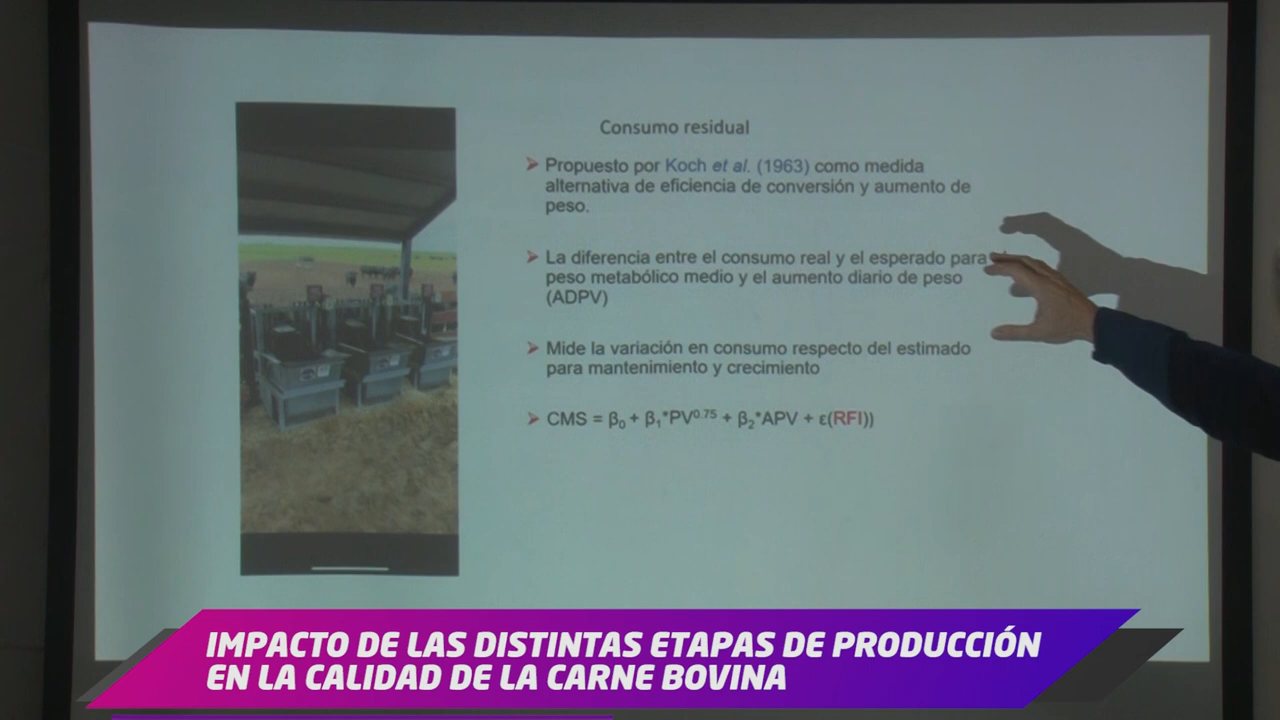 Consumo residual
➢ Propuesto por Koch et al. (1963) como medida
alternativa de eficiencia de conversión y aumento de
peso.
➢ La diferencia entre el consumo real y el esperado para
peso metabólico medio y el aumento diario de peso
(ADPV)
➢ Mide la variación en consumo respecto del estimado
para mantenimiento y crecimiento
➢ CMS = β₀ + β₁*PV⁰·⁷⁵ + β₂*APV + ε(RFI))
IMPACTO DE LAS DISTINTAS ETAPAS DE PRODUCCIÓN
EN LA CALIDAD DE LA CARNE BOVINA